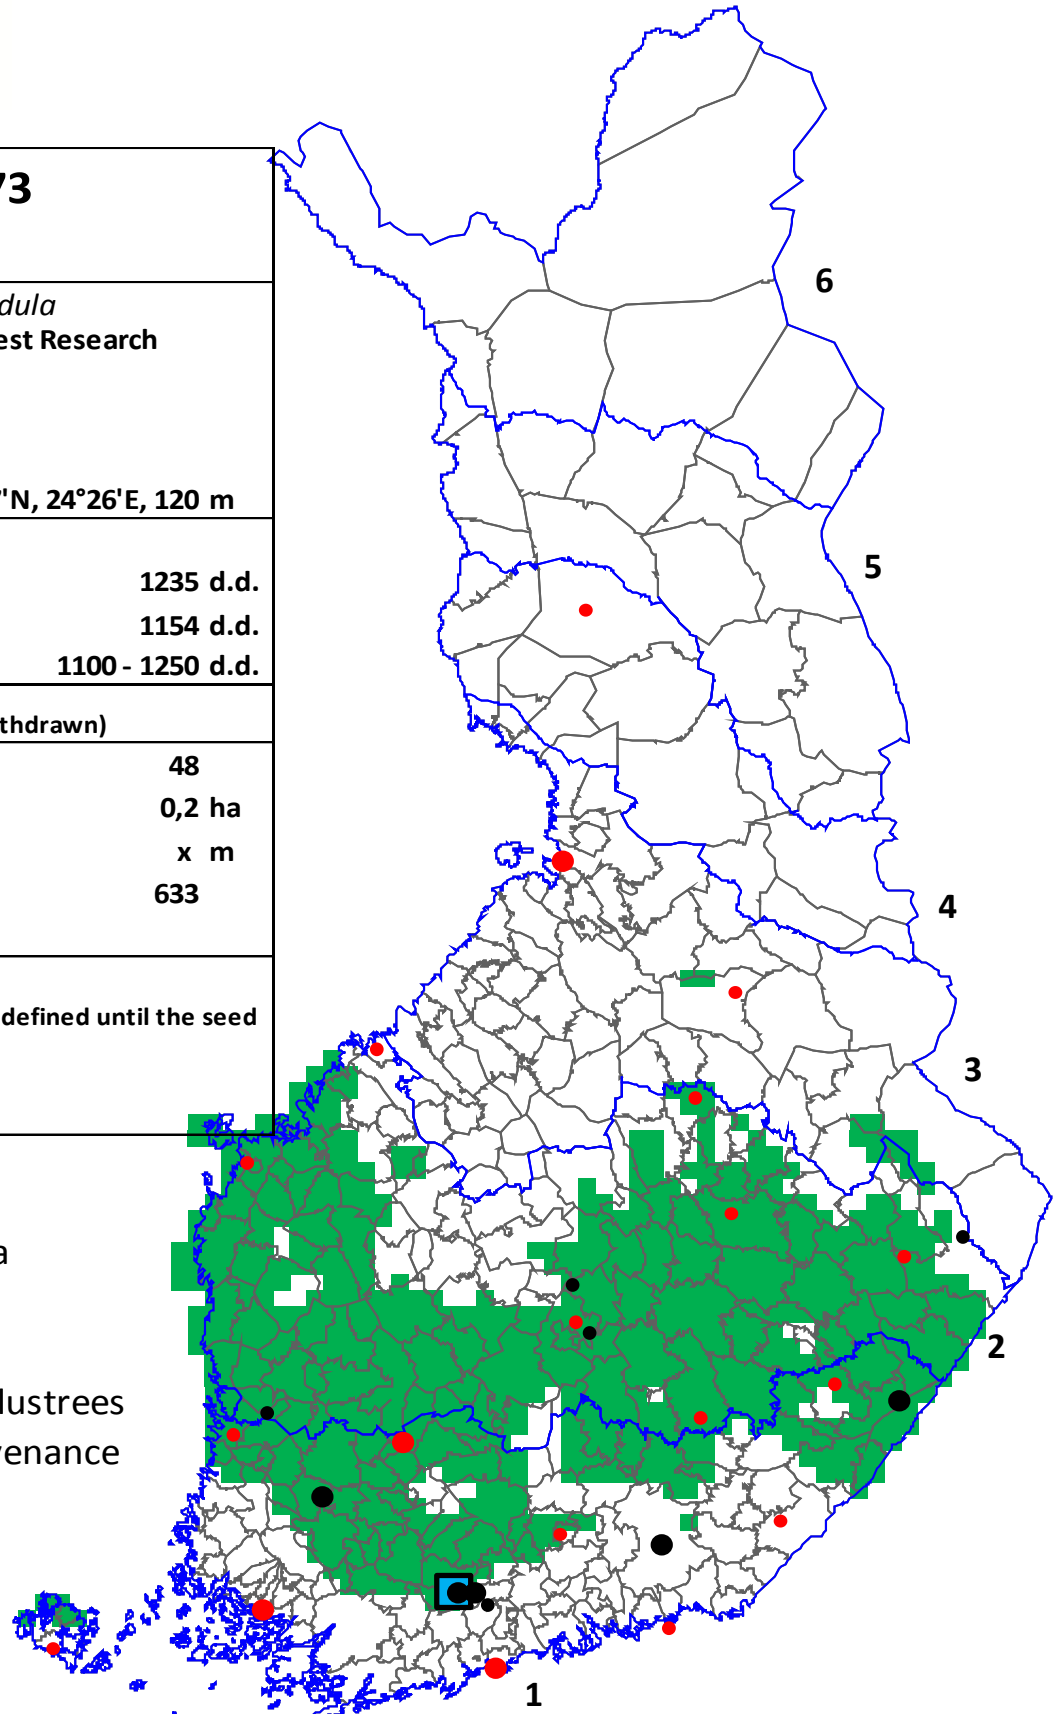 73
dula
est Research
'N, 24°26'E, 120 m
1235 d.d.
1154 d.d.
1100 - 1250 d.d.
thdrawn)
48
0,2 ha
x m
633
defined until the seed
a
lustrees
venance
6
5
4
3
2
1